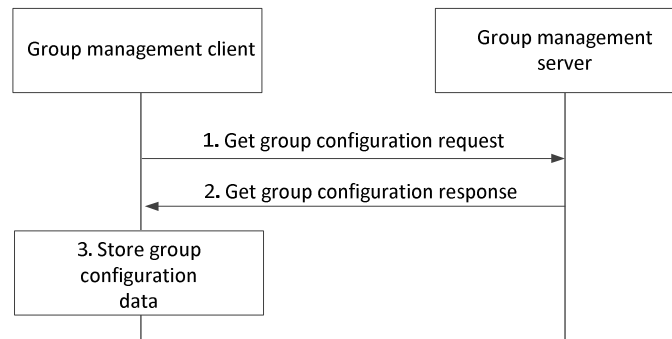 Group management client
Group management
server
1. Get group configuration request
2. Get group configuration response
3. Store group
configuration
data